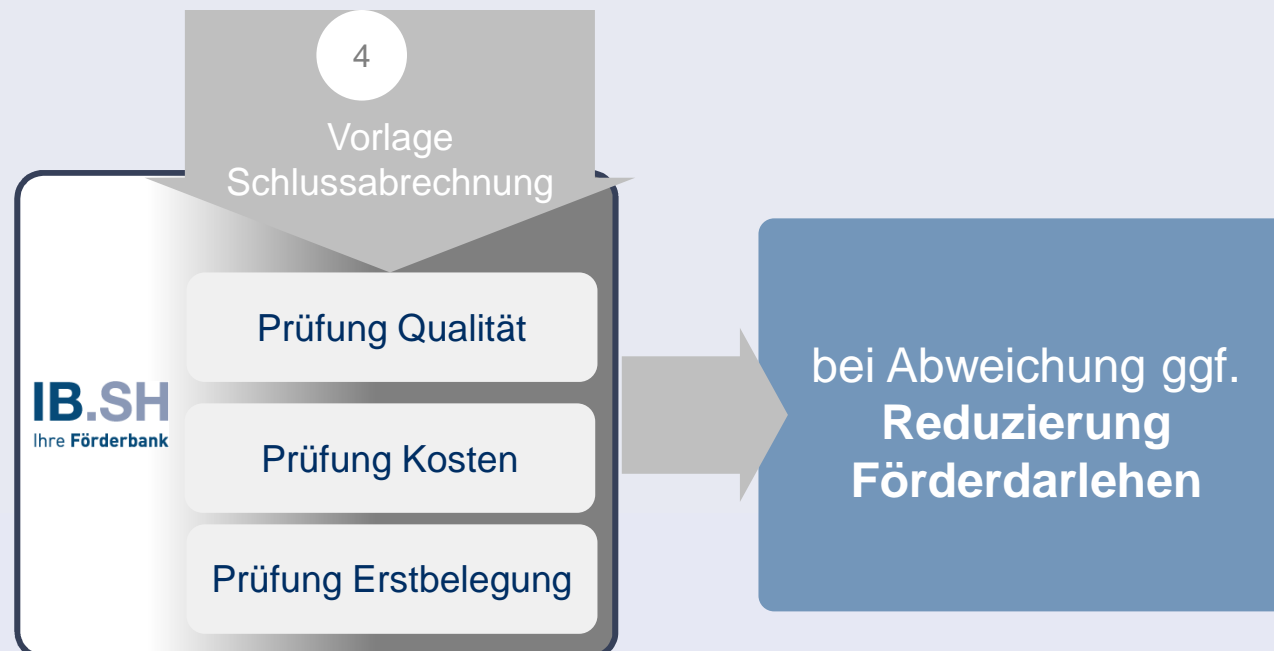 4
Vorlage
Schlussabrechnung
IB.SH
Ihre Förderbank
Prüfung Qualität
Prüfung Kosten
Prüfung Erstbelegung
bei Abweichung ggf.
Reduzierung
Förderdarlehen